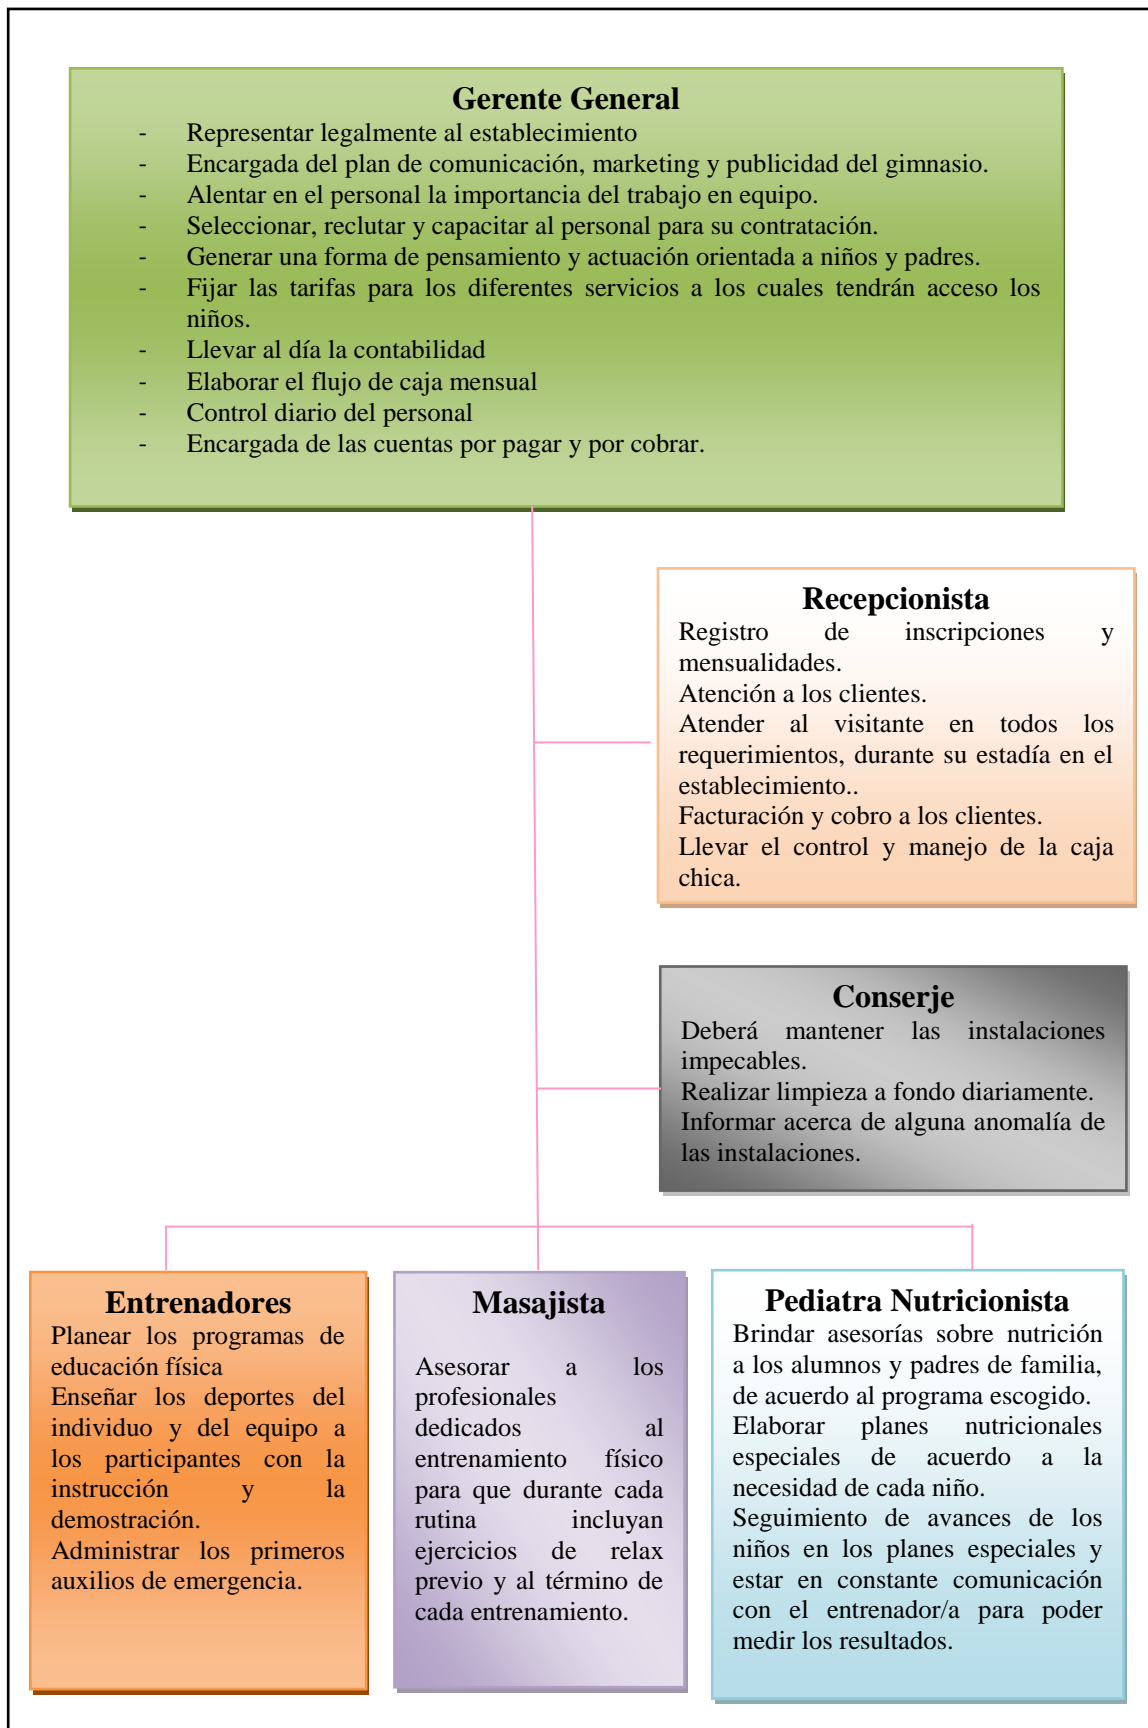 Gerente General
- Representar legalmente al establecimiento
- Encargada del plan de comunicación, marketing y publicidad del gimnasio.
- Alentar en el personal la importancia del trabajo en equipo.
- Seleccionar, reclutar y capacitar al personal para su contratación.
- Generar una forma de pensamiento y actuación orientada a niños y padres.
- Fijar las tarifas para los diferentes servicios a los cuales tendrán acceso los
niños.
- Llevar al día la contabilidad
- Elaborar el flujo de caja mensual
- Control diario del personal
- Encargada de las cuentas por pagar y por cobrar.
Recepcionista
Registro de inscripciones y
mensualidades.
Atención a los clientes.
Atender al visitante en todos los
requerimientos, durante su estadía en el
establecimiento..
Facturación y cobro a los clientes.
Llevar el control y manejo de la caja
chica.
Conserje
Deberá mantener las instalaciones
impecables.
Realizar limpieza a fondo diariamente.
Informar acerca de alguna anomalía de
las instalaciones.
Entrenadores
Planear los programas de
educación física
Enseñar los deportes del
individuo y del equipo a
los participantes con la
instrucción y la
demostración.
Administrar los primeros
auxilios de emergencia.
Masajista
Asesorar a los
profesionales
dedicados al
entrenamiento físico
para que durante cada
rutina incluyan
ejercicios de relax
previo y al término de
cada entrenamiento.
Pediatra Nutricionista
Brindar asesorías sobre nutrición
a los alumnos y padres de familia,
de acuerdo al programa escogido.
Elaborar planes nutricionales
especiales de acuerdo a la
necesidad de cada niño.
Seguimiento de avances de los
niños en los planes especiales y
estar en constante comunicación
con el entrenador/a para poder
medir los resultados.